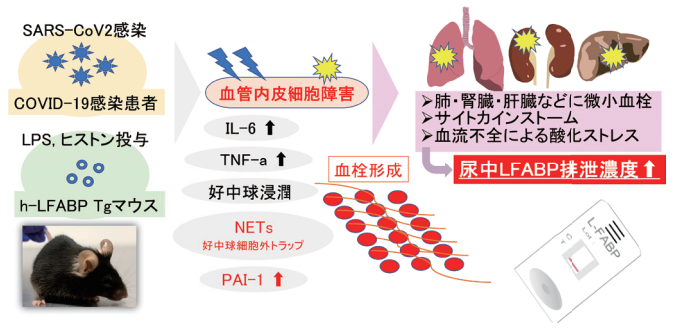 SARS-CoV2感染
COVID-19感染患者
LPS, ヒストン投与
h-LFABP Tgマウス
血管内皮細胞障害
IL-6 ⬆
TNF-a ⬆
好中球浸潤
NETs
好中球細胞外トラップ
PAI-1 ⬆
血栓形成
➢肺・腎臓・肝臓などに微小血栓
➢サイトカインストーム
➢血流不全による酸化ストレス
尿中LFABP排泄濃度⬆
L-FABP